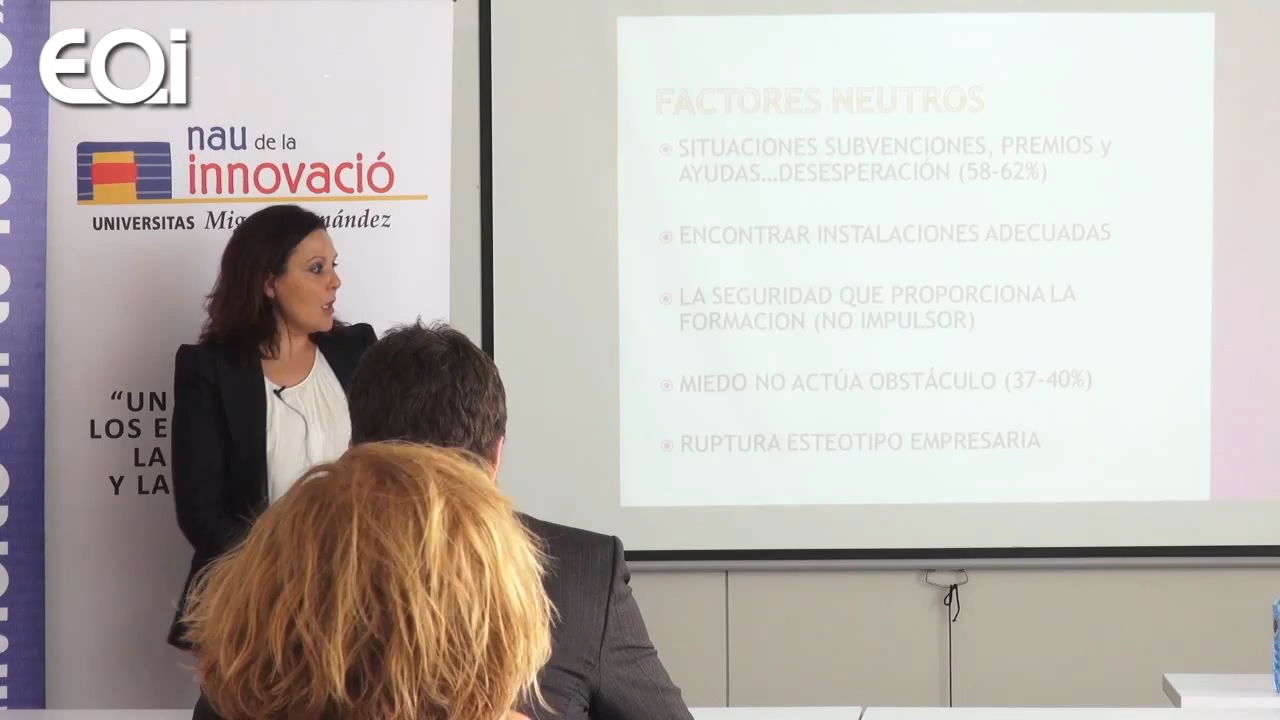 EOi
nau de la
innovació
UNIVERSITAS
“UN
LOS E
LA
Y LA
FACTORES NEUTROS
SITUACIONES SUBVENCIONES, PREMIOS y
AYUDAS...DESESPERACIÓN (58-62%)
ENCONTRAR INSTALACIONES ADECUADAS
LA SEGURIDAD QUE PROPORCIONA LA
FORMACION (NO IMPULSOR)
MIEDO NO ACTÚA OBSTÁCULO (37-40%)
RUPTURA ESTEOTIPO EMPRESARIA